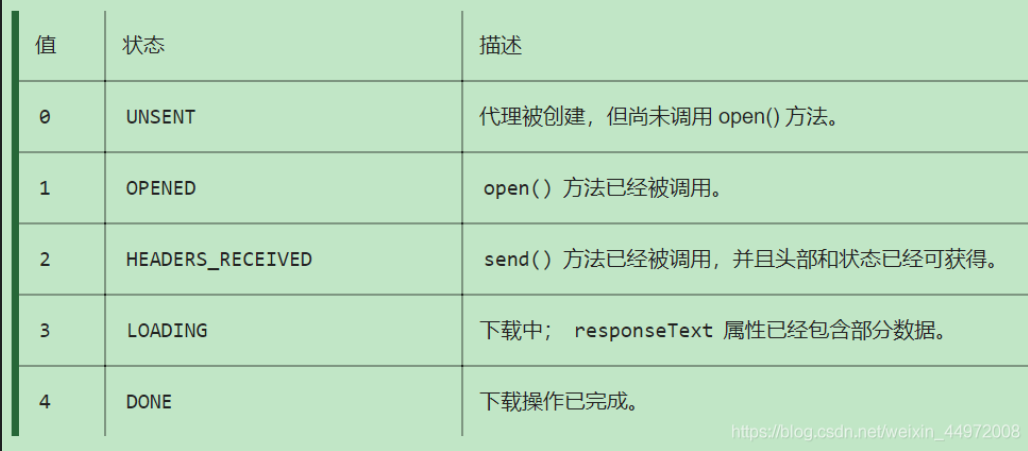 值 状态 描述
0 UNSENT 代理被创建，但尚未调用 open() 方法。
1 OPENED open() 方法已经被调用。
2 HEADERS_RECEIVED send() 方法已经被调用，并且头部和状态已经可获得。
3 LOADING 下载中； responseText 属性已经包含部分数据。
4 DONE 下载操作已完成。
https://blog.csdn.net/weixin_44972008